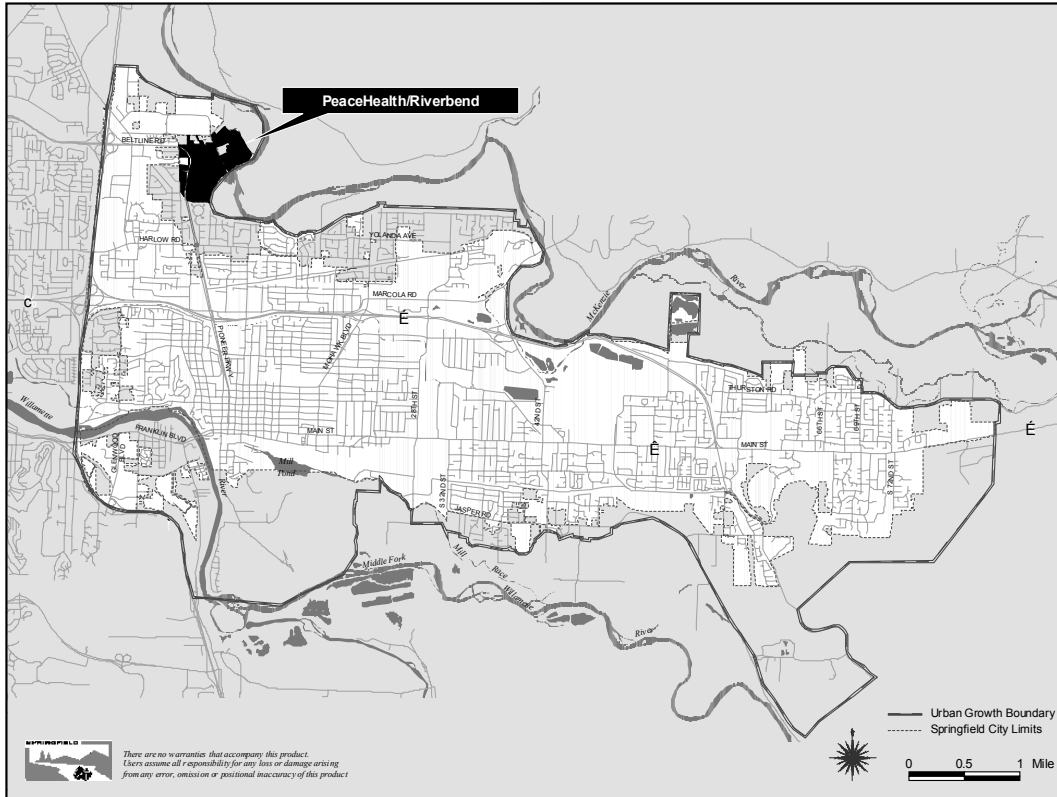 PeaceHealth/Riverbend
BELTLINE RD
HARLOW RD
YOLANDA AVE
MARCOLA RD
McKenzie
River
c
É
PIONEER PKWY
MOHAWK BLVD
THURSTON RD
Willamette
28TH ST
42ND ST
66TH ST
69TH ST
FRANKLIN BLVD
MAIN ST
MAIN ST
Ê
É
GLENWOOD
BLVD
Mill
Pond
River
S 32ND ST
S 72ND ST
JASPER RD
Mill
Race
Middle Fork
Willamette
River
Urban Growth Boundary
Springfield City Limits
SPRINGFIELD
There are no warranties that accompany this product.
Users assume all responsibility for any loss or damage arising
from any error, omission or positional inaccuracy of this product
0 0.5 1 Mile